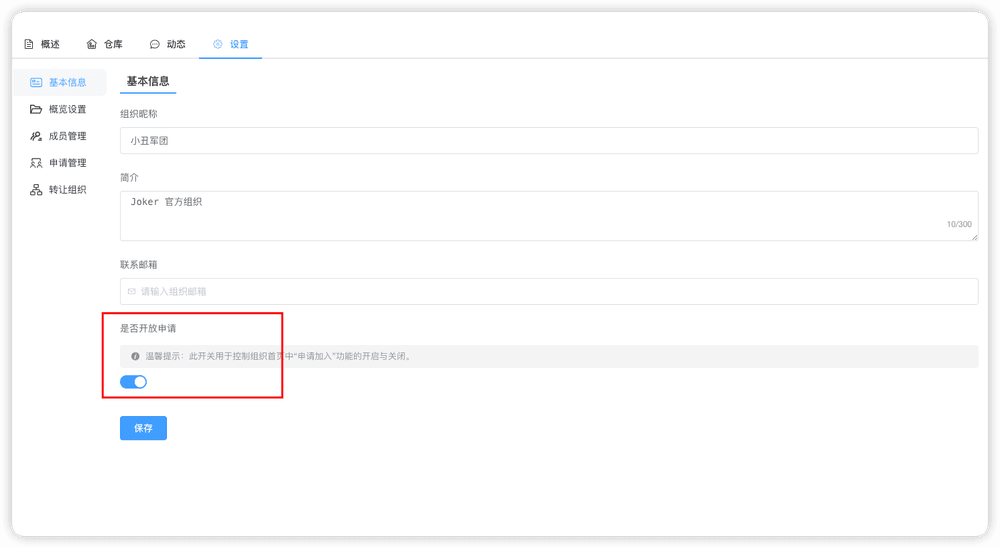 概述 仓库 动态 设置
基本信息
概览设置
成员管理
申请管理
转让组织
基本信息
组织昵称
小丑军团
简介
Joker 官方组织
10/300
联系邮箱
请输入组织邮箱
是否开放申请
温馨提示：此开关用于控制组织首页中“申请加入”功能的开启与关闭。
保存